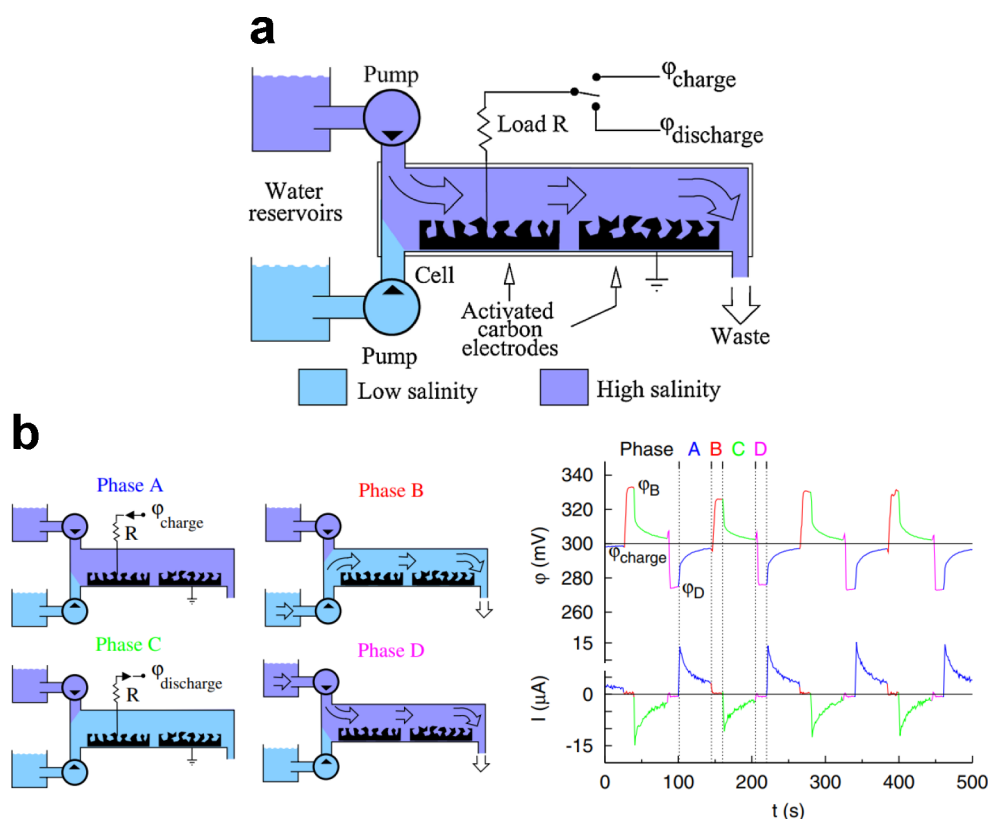 a
Pump
φcharge
Load R
φdischarge
Water
reservoirs
Cell
Activated
carbon
electrodes
Waste
Pump
Low salinity
High salinity
b
Phase A
φcharge
R
Phase B
Phase C
φdischarge
R
Phase D
Phase A B C D
340
320
300
280
260
φ (mV)
φB
φcharge
φD
15
0
-15
I (μA)
0 100 200 300 400 500
t (s)